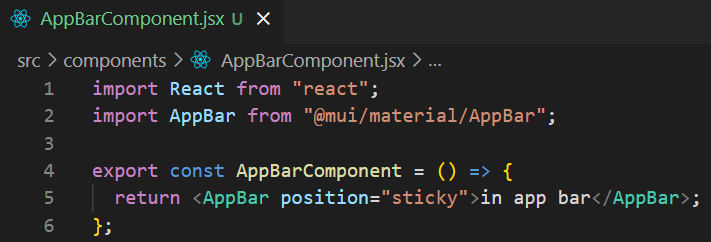 AppBarComponent.jsx U ×
src > components > AppBarComponent.jsx > ...
1 import React from "react";
2 import AppBar from "@mui/material/AppBar";
3
4 export const AppBarComponent = () => {
5   return <AppBar position="sticky">in app bar</AppBar>;
6 };